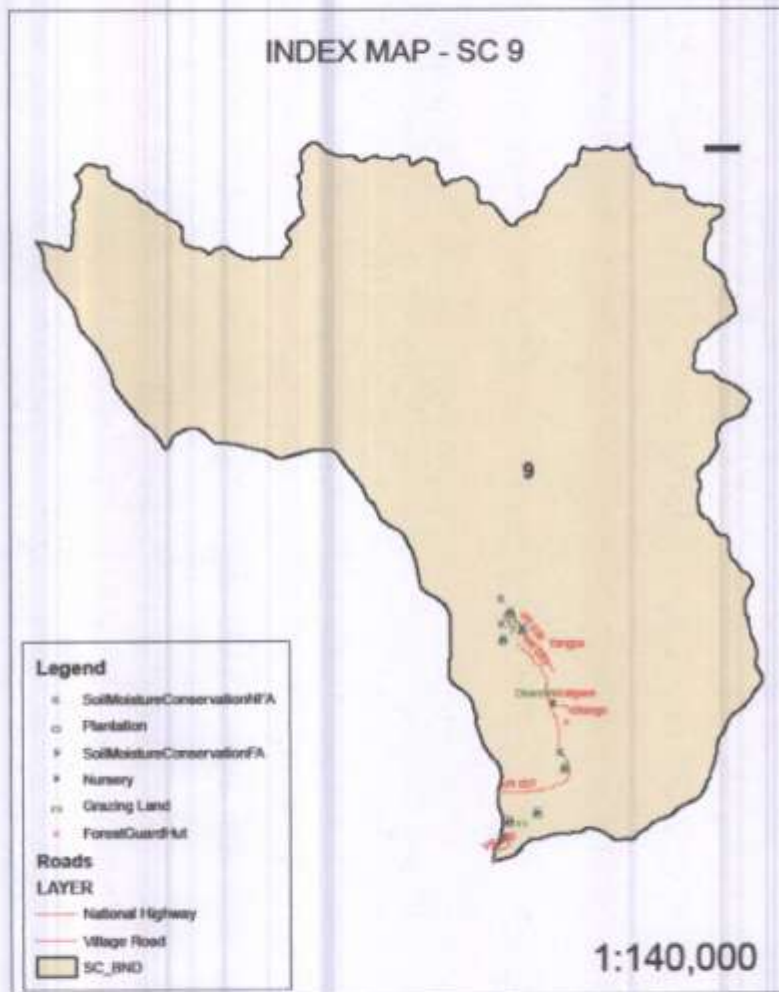 INDEX MAP - SC 9
9
Yangpa
Legend
SoilMoistureConservationNFA
Plantation
SoilMoistureConservationFA
Nursery
Grazing Land
ForestGuardHut
Roads
LAYER
National Highway
Village Road
SC_BND
1:140,000